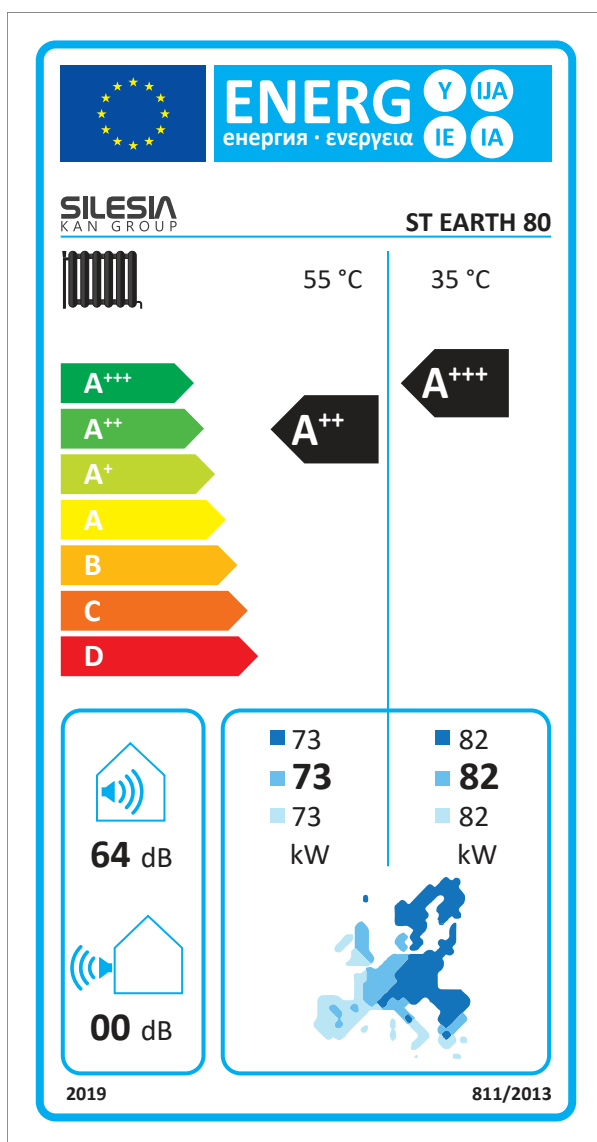 ENERG Y IJA
енергия · ενεργεια IE IA
SILESIA
KAN GROUP
ST EARTH 80
55 °C 35 °C
A+++
A+++
A++
A++
A+
A
B
C
D
73 82
73 82
73 82
kW kW
64 dB
00 dB
2019 811/2013